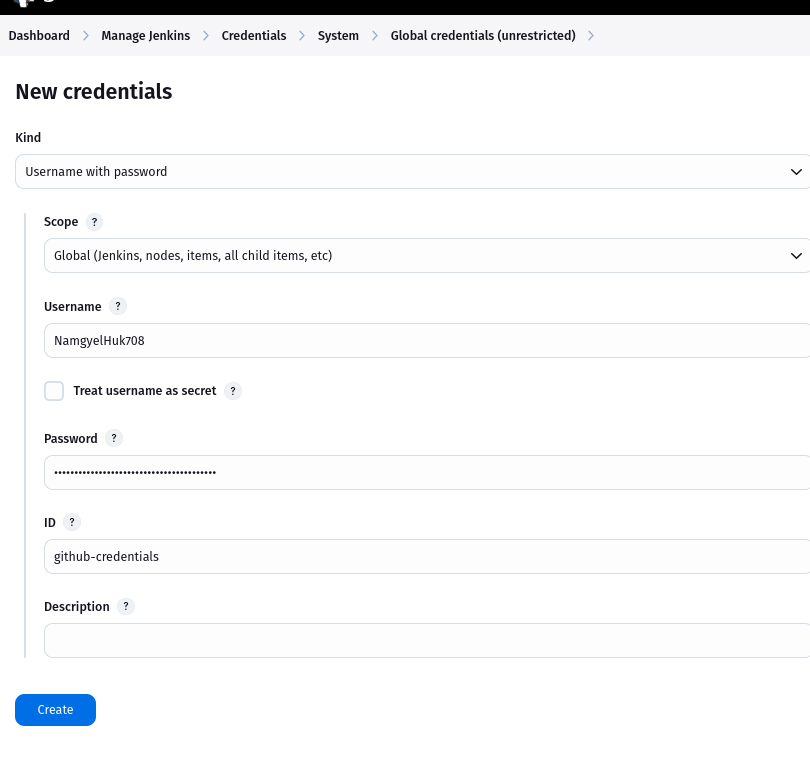 Dashboard > Manage Jenkins > Credentials > System > Global credentials (unrestricted) >
New credentials
Kind
Username with password
Scope ?
Global (Jenkins, nodes, items, all child items, etc)
Username ?
NamgyelHuk708
Treat username as secret ?
Password ?
••••••••••••••••••••••••••••••••••••••••
ID ?
github-credentials
Description ?
Create